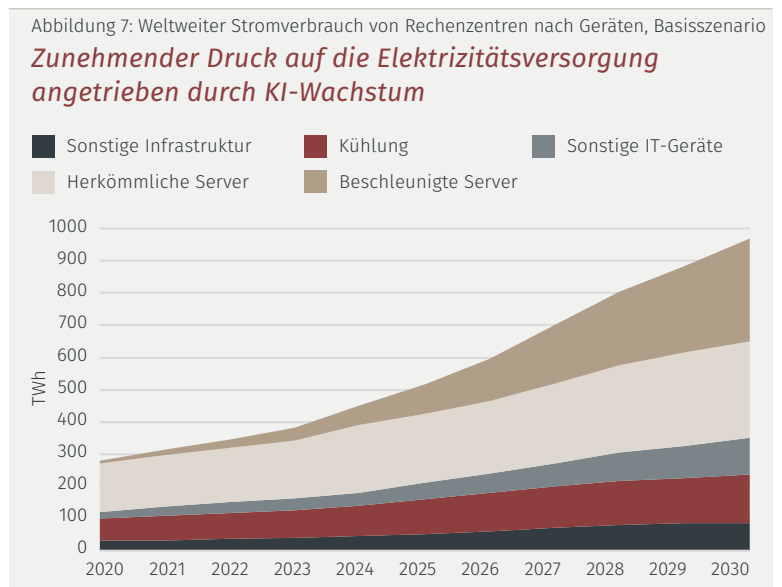 Abbildung 7: Weltweiter Stromverbrauch von Rechenzentren nach Geräten, Basisszenario
Zunehmender Druck auf die Elektrizitätsversorgung
angetrieben durch KI-Wachstum
Sonstige Infrastruktur
Kühlung
Sonstige IT-Geräte
Herkömmliche Server
Beschleunigte Server
1000
900
800
700
600
500
400
300
200
100
0
TWh
2020 2021 2022 2023 2024 2025 2026 2027 2028 2029 2030